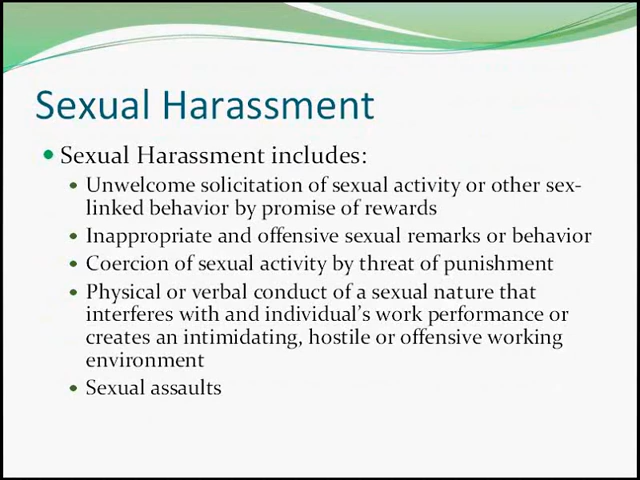 Sexual Harassment
Sexual Harassment includes:
Unwelcome solicitation of sexual activity or other sex-
linked behavior by promise of rewards
Inappropriate and offensive sexual remarks or behavior
Coercion of sexual activity by threat of punishment
Physical or verbal conduct of a sexual nature that
interferes with and individual's work performance or
creates an intimidating, hostile or offensive working
environment
Sexual assaults